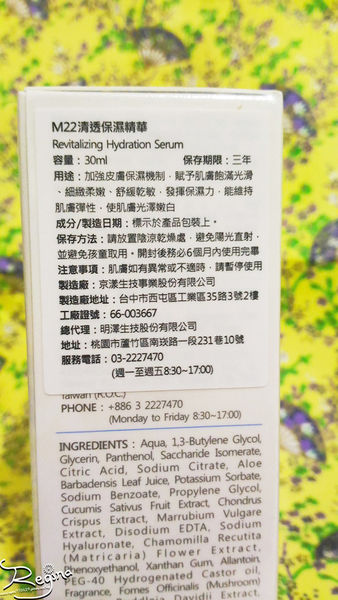 M22清透保濕精華
Revitalizing Hydration Serum
容量：30ml 保存期限：三年
用途：加強皮膚保濕機制，賦予肌膚飽滿光滑
、細緻柔嫩、舒緩乾敏，發揮保濕力，能維持
肌膚彈性，使肌膚光澤嫩白
成分/製造日期：標示於產品包裝上。
保存方法：請放置陰涼乾燥處，避免陽光直射，
並避免孩童取用。開封後務必6個月內使用完畢
注意事項：肌膚如有異常或不適時，請暫停使用
製造廠：京漾生技事業股份有限公司
製造廠地址：台中市西屯區工業區35路3號2樓
工廠證號：66-003667
總代理：明澤生技股份有限公司
地址：桃園市蘆竹區南崁路一段231巷10號
服務電話：03-2227470
(週一至週五8:30~17:00)
Taiwan (R.O.C.)
PHONE : +886 3 2227470
(Monday to Friday 8:30~17:00)
INGREDIENTS : Aqua, 1,3-Butylene Glycol,
Glycerin, Panthenol, Saccharide Isomerate,
Citric Acid, Sodium Citrate, Aloe
Barbadensis Leaf Juice, Potassium Sorbate,
Sodium Benzoate, Propylene Glycol,
Cucumis Sativus Fruit Extract, Chondrus
Crispus Extract, Marrubium Vulgare
Extract, Disodium EDTA, Sodium
Hyaluronate, Chamomilla Recutita
(Matricaria) Flower Extract,
Phenoxyethanol, Xanthan Gum, Allantoin,
PEG-40 Hydrogenated Castor oil,
Fragrance, Fomes Officinalis (Mushroom)
Buddleja Davidii Extract,
Regina